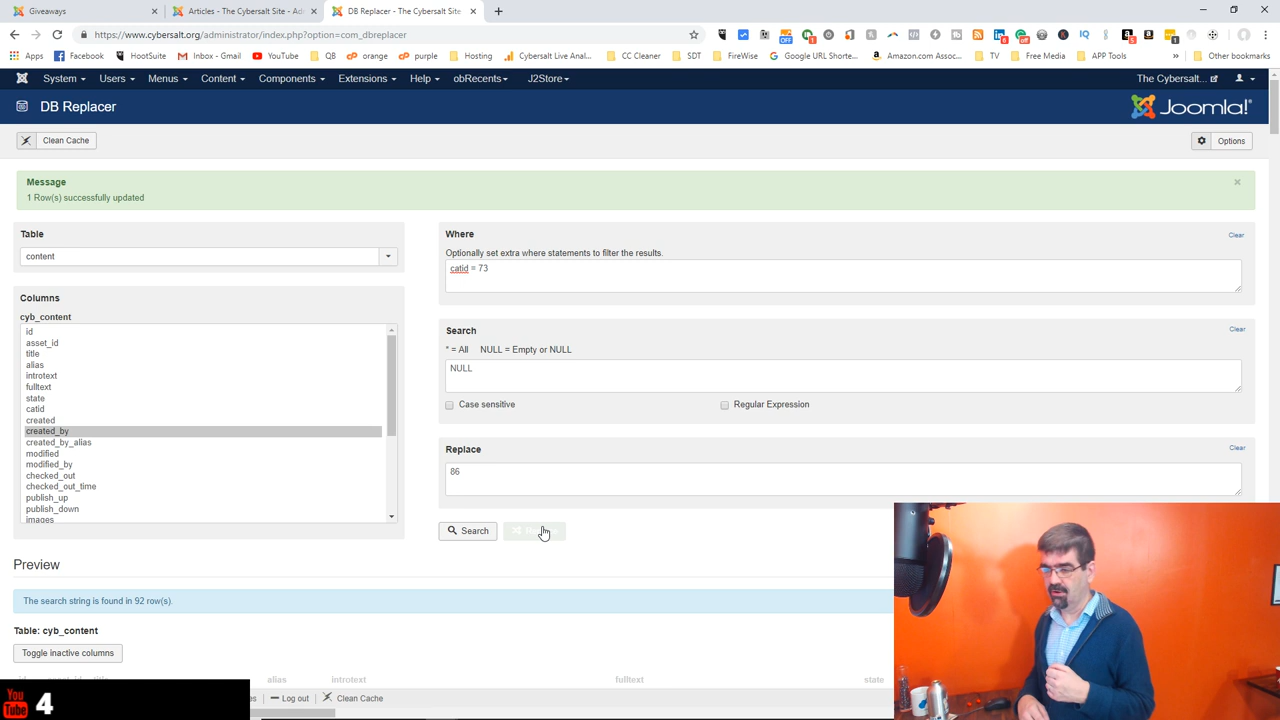 Giveaways
Articles - The Cybersalt Site - Ad
DB Replacer - The Cybersalt Site
https://www.cybersalt.org/administrator/index.php?option=com_dbreplacer
Apps Facebook HootSuite Inbox - Gmail YouTube QB orange purple Hosting Cybersalt Live Anal... CC Cleaner SDT FireWise Google URL Shorte... Amazon.com Assoc... TV Free Media APP Tools » Other bookmarks
System Users Menus Content Components Extensions Help obRecents J2Store The Cybersalt...
DB Replacer Joomla!
Clean Cache Options
Message
1 Row(s) successfully updated
Table
content
Columns
cyb_content
id
asset_id
title
alias
introtext
fulltext
state
catid
created
created_by
created_by_alias
modified
modified_by
checked_out
checked_out_time
publish_up
publish_down
images
Where
Clear
Optionally set extra where statements to filter the results.
catid = 73
Search
Clear
* = All NULL = Empty or NULL
NULL
Case sensitive Regular Expression
Replace
Clear
86
Search
Preview
The search string is found in 92 row(s).
Table: cyb_content
Toggle inactive columns
id asset_id title alias introtext fulltext state
Log out Clean Cache
You
Tube 4